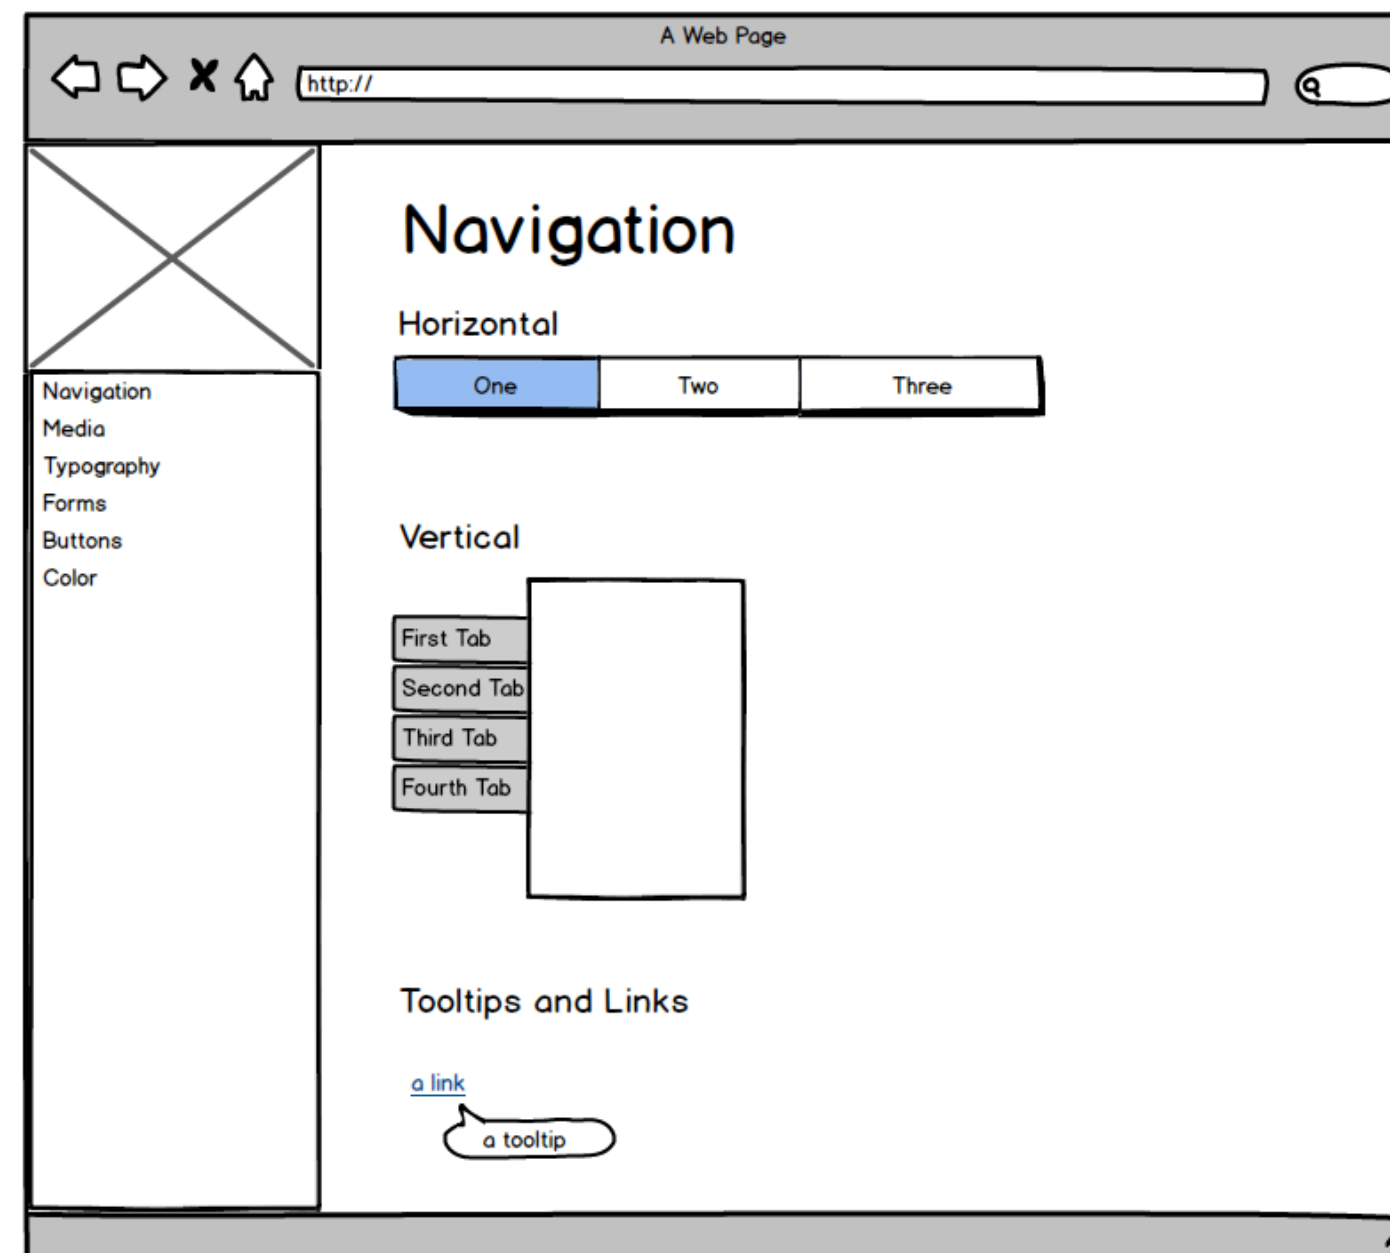 A Web Page
http://
Navigation
Media
Typography
Forms
Buttons
Color
Navigation
Horizontal
One Two Three
Vertical
First Tab
Second Tab
Third Tab
Fourth Tab
Tooltips and Links
a link
a tooltip